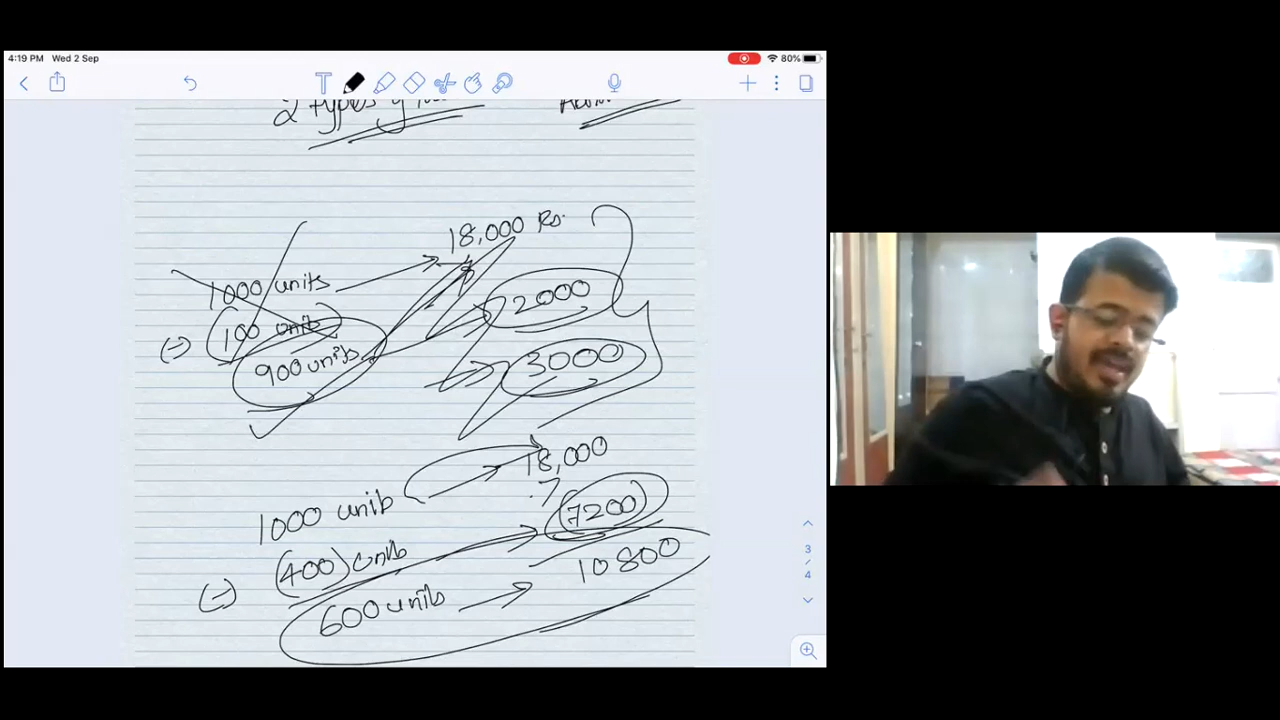 4:19 PM Wed 2 Sep
80%
T
2 types of
18,000 Rs.
1000 units
2000
(-) 100 units
900 units
3000
18,000
1000 units
7200
(-) 400 units
10800
600 units
3
/
4